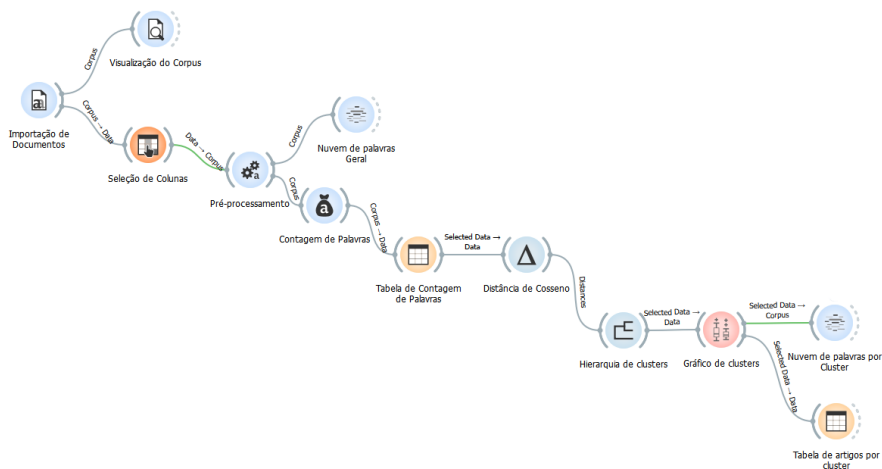 Corpus
Visualização do Corpus
Importação de
Documentos
Corpus → Data
Seleção de Colunas
Data → Corpus
Pré-processamento
Corpus
Nuvem de palavras
Geral
Corpus
Contagem de Palavras
Corpus → Data
Tabela de Contagem
de Palavras
Selected Data →
Data
Distância de Cosseno
Distances
Hierarquia de clusters
Selected Data →
Data
Gráfico de clusters
Selected Data →
Corpus
Nuvem de palavras por
Cluster
Selected Data → Data
Tabela de artigos por
cluster